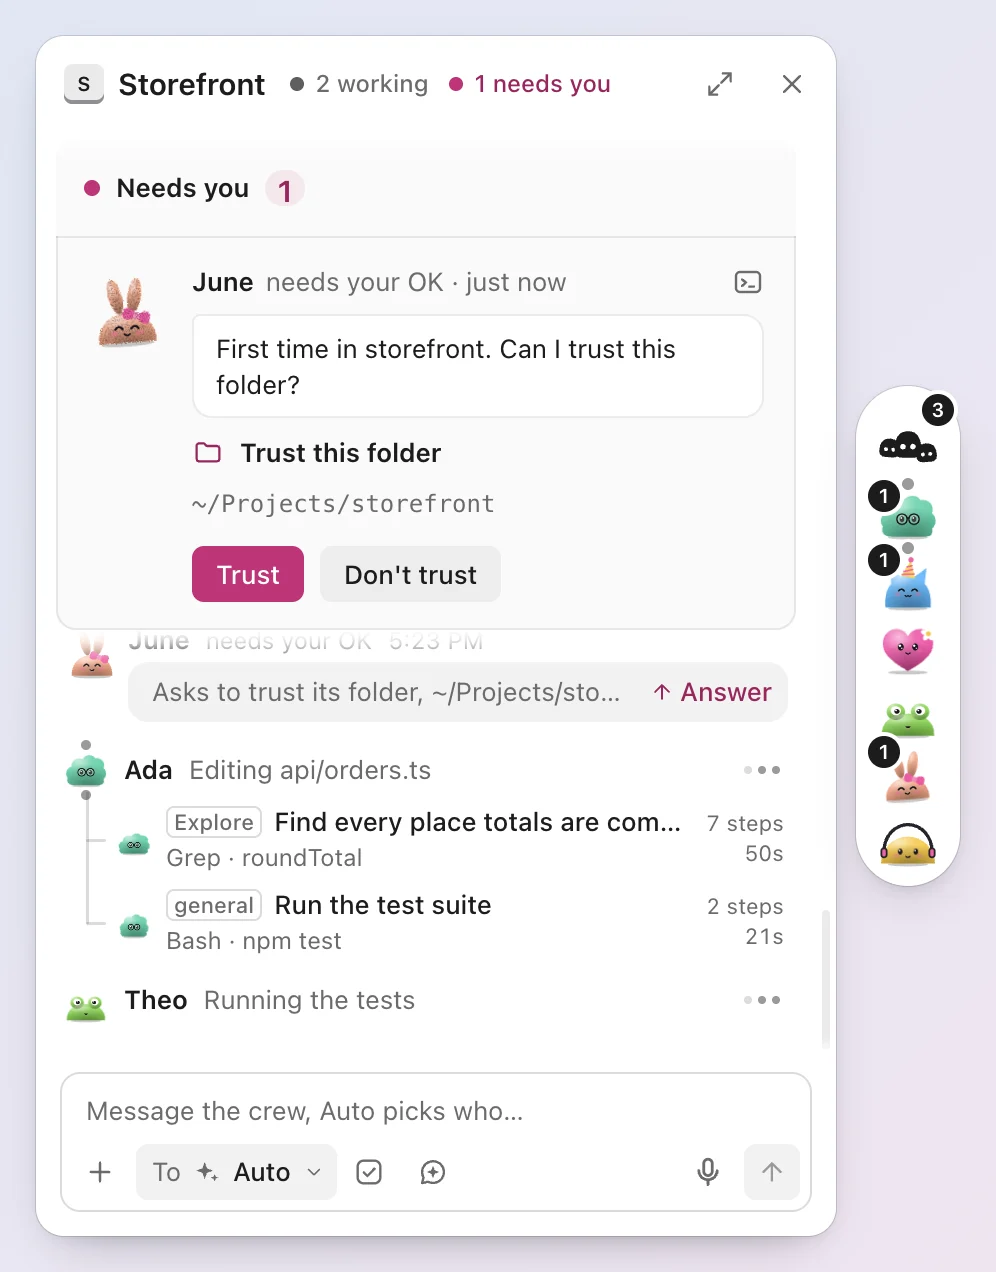 S Storefront 2 working 1 needs you
Needs you 1
June needs your OK · just now
First time in storefront. Can I trust this
folder?
Trust this folder
~/Projects/storefront
Trust Don't trust
June needs your OK 5:23 PM
Asks to trust its folder, ~/Projects/sto... ↑ Answer
Ada Editing api/orders.ts
Explore Find every place totals are com... 7 steps
Grep · roundTotal 50s
general Run the test suite 2 steps
Bash · npm test 21s
Theo Running the tests
Message the crew, Auto picks who...
To Auto
3
1
1
1